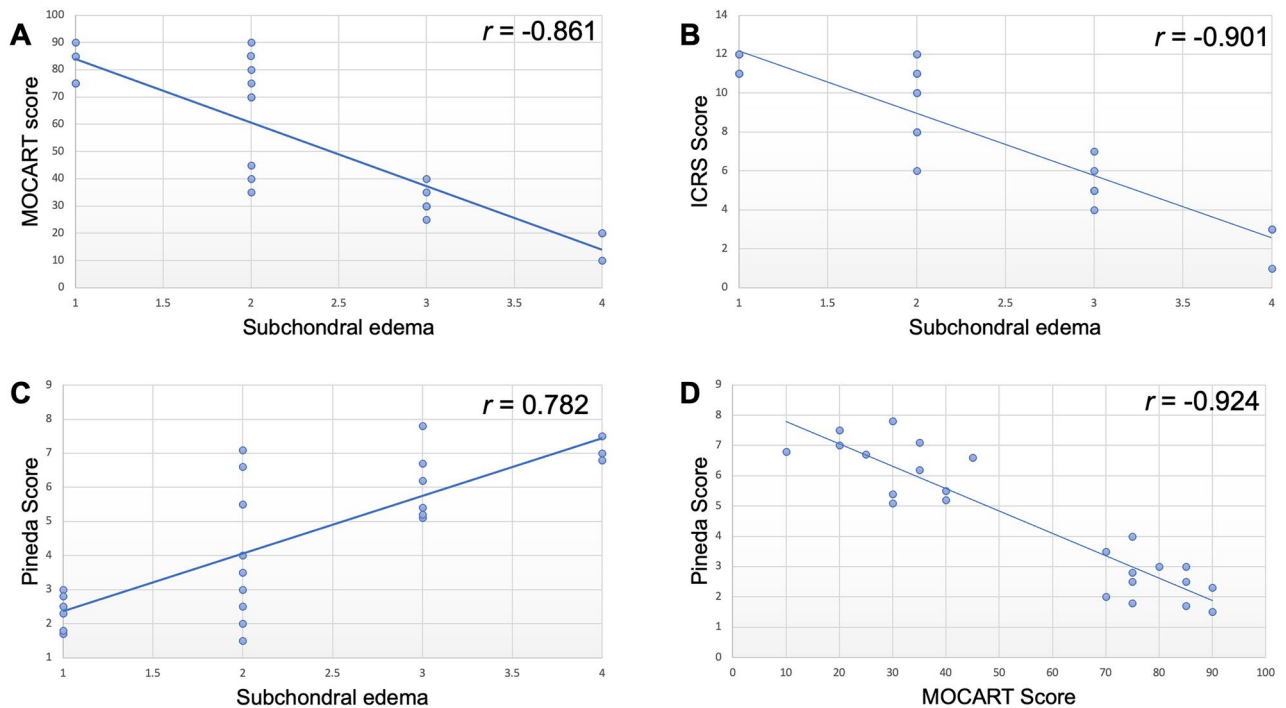 A
r = -0.861
MOCART score
100
90
80
70
60
50
40
30
20
10
0
1 1.5 2 2.5 3 3.5 4
Subchondral edema
B
r = -0.901
ICRS Score
14
12
10
8
6
4
2
0
1 1.5 2 2.5 3 3.5 4
Subchondral edema
C
r = 0.782
Pineda Score
9
8
7
6
5
4
3
2
1
1 1.5 2 2.5 3 3.5 4
Subchondral edema
D
r = -0.924
Pineda Score
9
8
7
6
5
4
3
2
1
0
0 10 20 30 40 50 60 70 80 90 100
MOCART Score